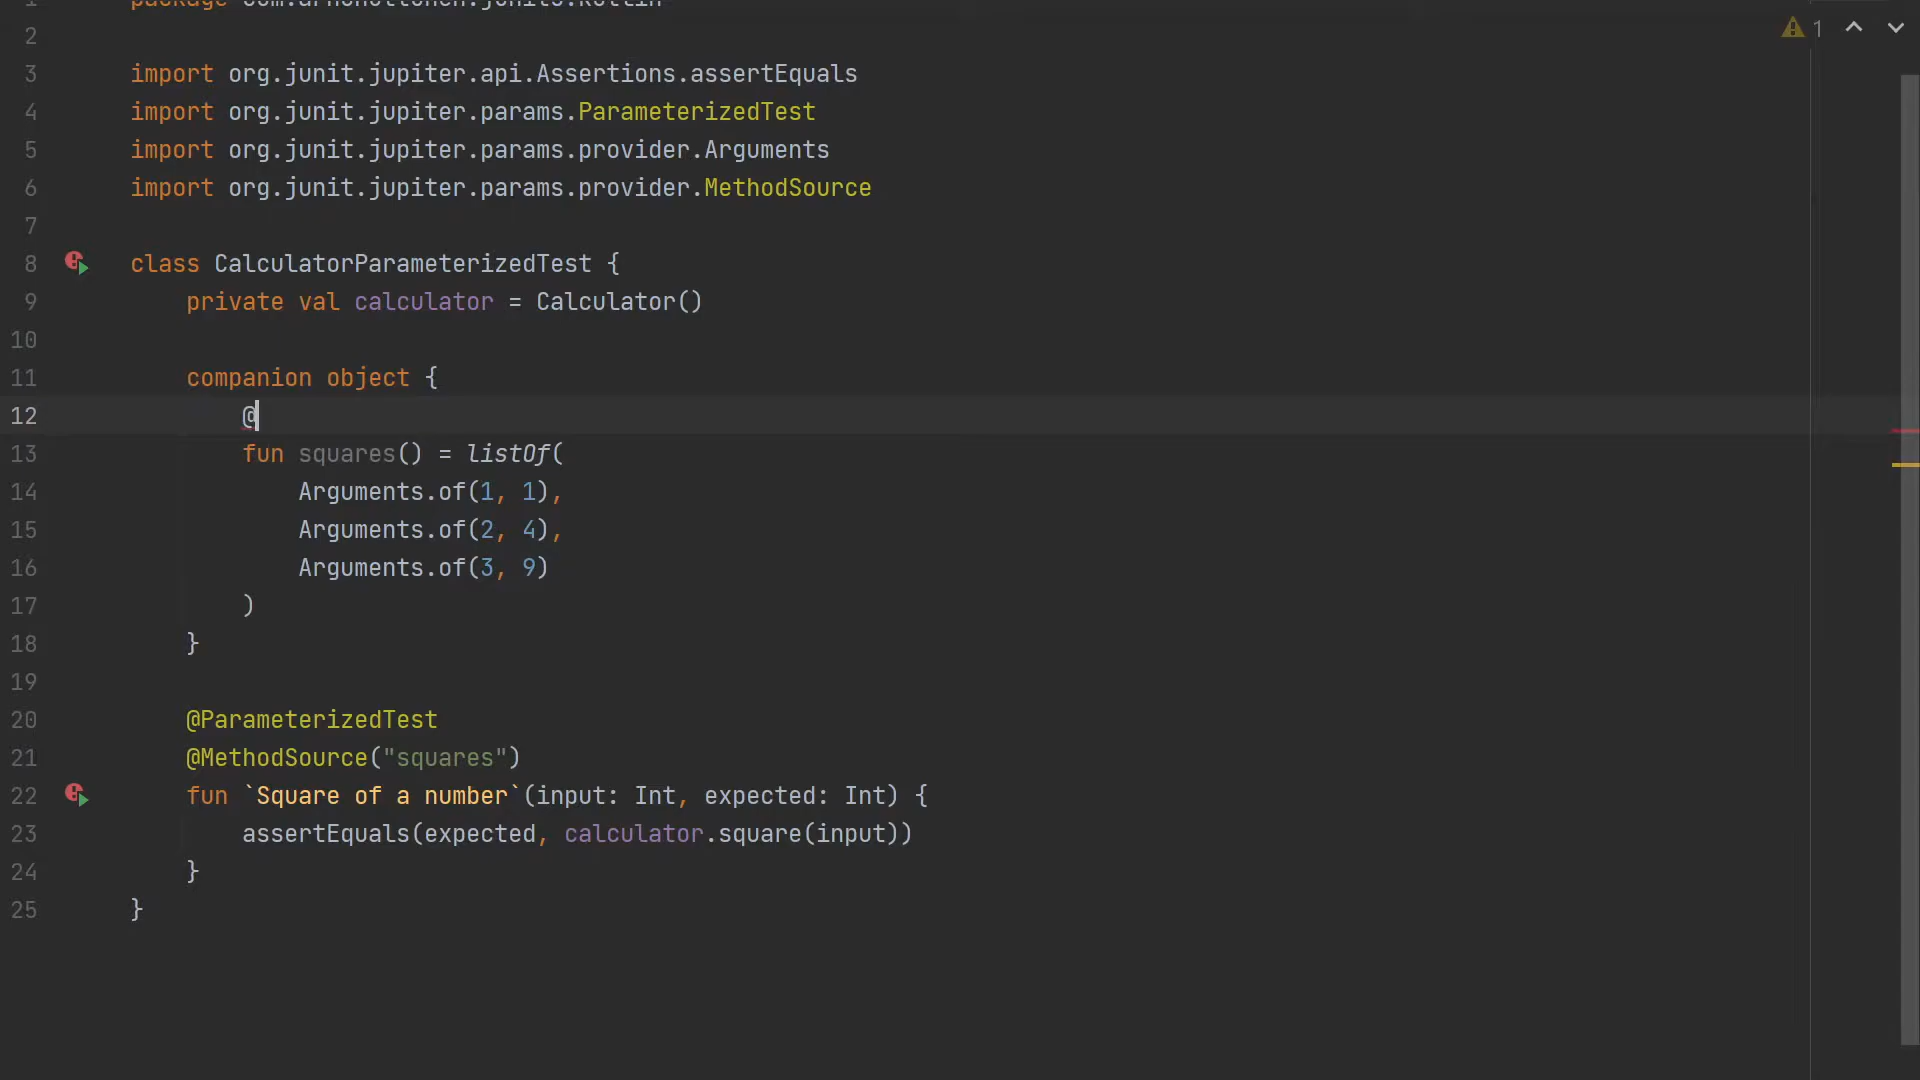 2
3 import org.junit.jupiter.api.Assertions.assertEquals
4 import org.junit.jupiter.params.ParameterizedTest
5 import org.junit.jupiter.params.provider.Arguments
6 import org.junit.jupiter.params.provider.MethodSource
7
8 class CalculatorParameterizedTest {
9 private val calculator = Calculator()
10
11 companion object {
12 @
13 fun squares() = listOf(
14 Arguments.of(1, 1),
15 Arguments.of(2, 4),
16 Arguments.of(3, 9)
17 )
18 }
19
20 @ParameterizedTest
21 @MethodSource("squares")
22 fun `Square of a number`(input: Int, expected: Int) {
23 assertEquals(expected, calculator.square(input))
24 }
25 }
1